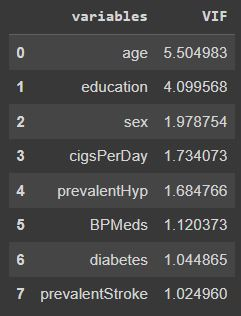 variables VIF
0 age 5.504983
1 education 4.099568
2 sex 1.978754
3 cigsPerDay 1.734073
4 prevalentHyp 1.684766
5 BPMeds 1.120373
6 diabetes 1.044865
7 prevalentStroke 1.024960